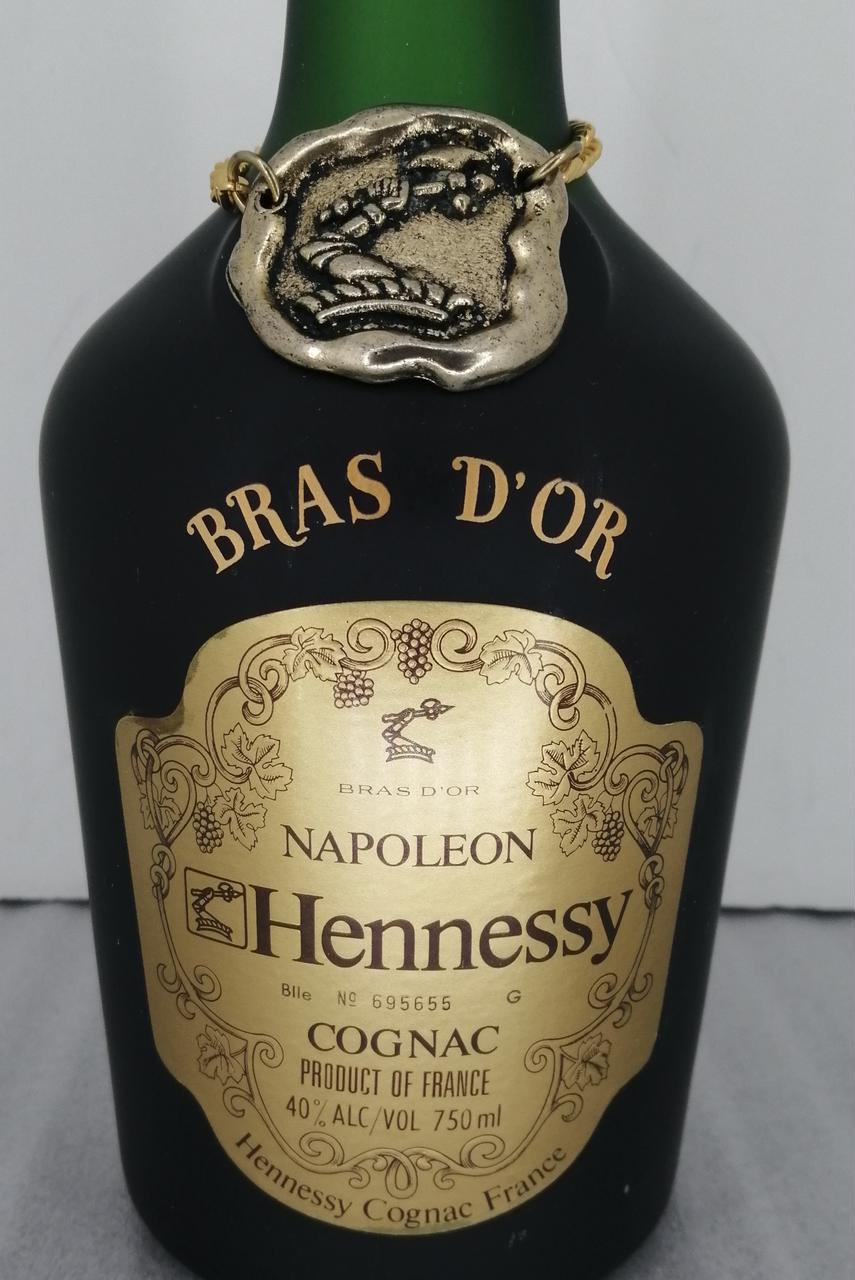 BRAS D'OR
BRAS D'OR
NAPOLEON
Hennessy
Blle Nº 695655 G
COGNAC
PRODUCT OF FRANCE
40% ALC/VOL 750 ml
Hennessy Cognac France